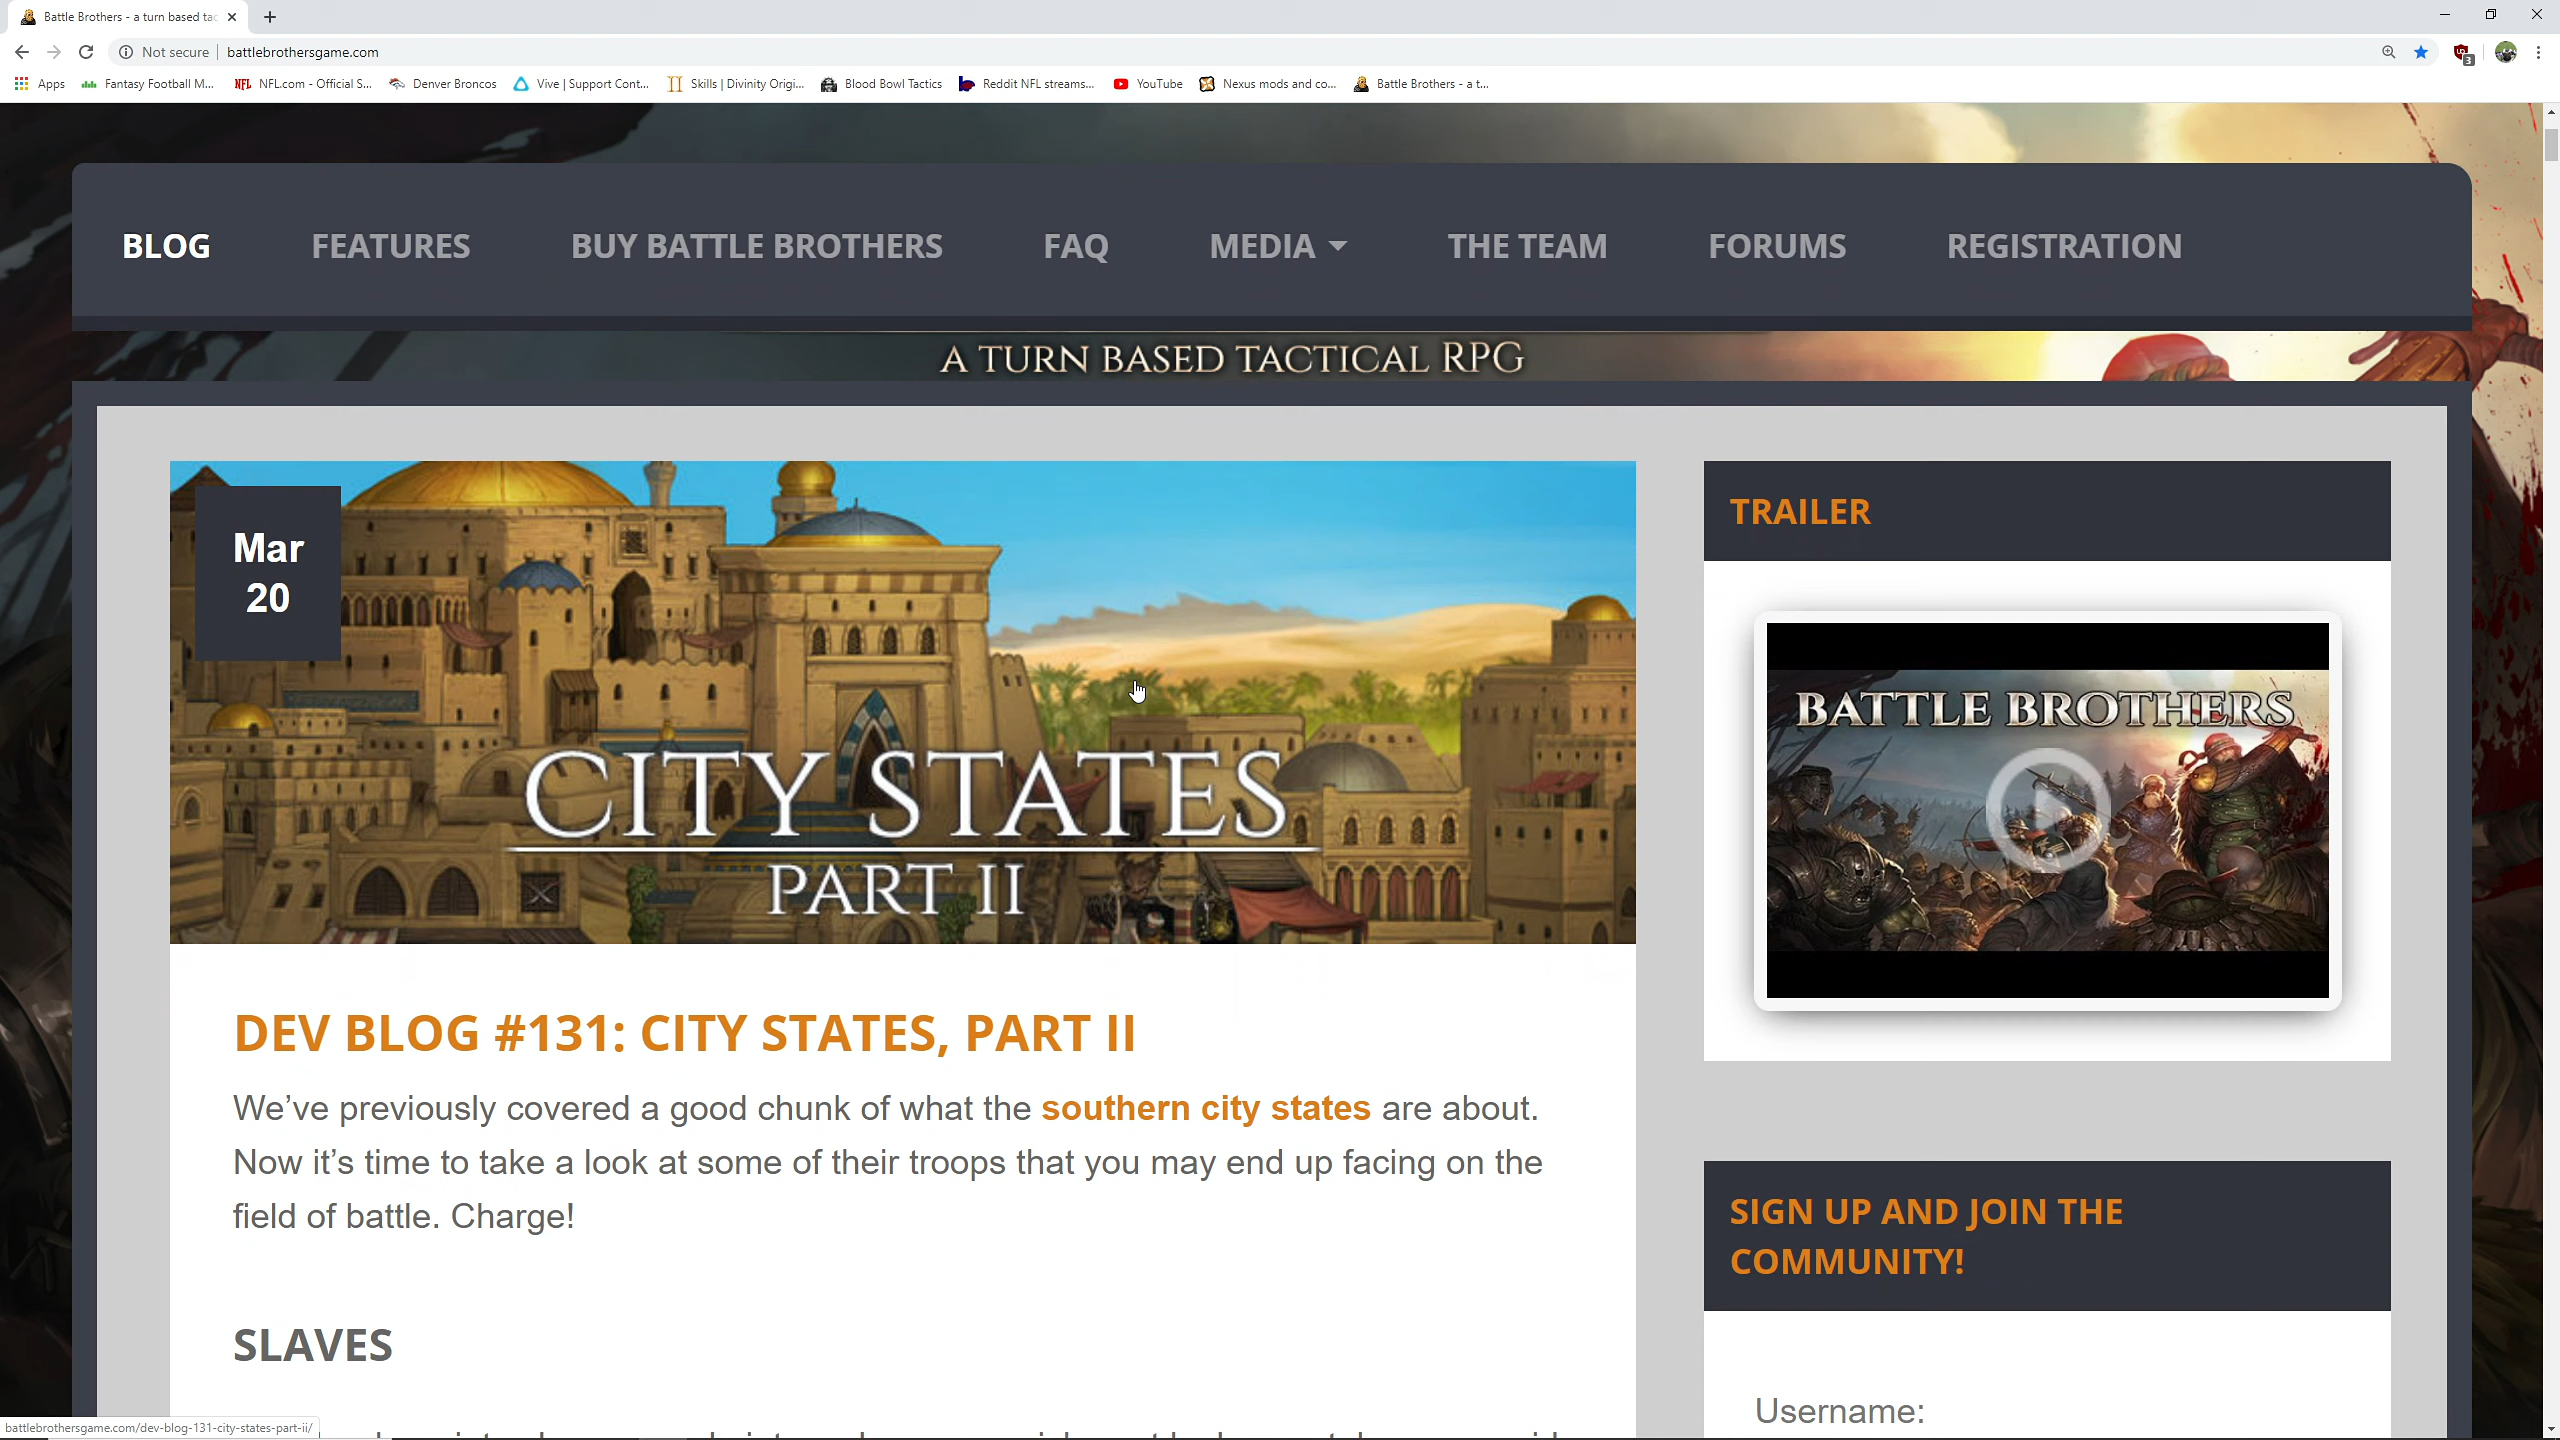 Battle Brothers - a turn based tac
Not secure
battlebrothersgame.com
3
Apps
Fantasy Football M...
NFL.com - Official S...
Denver Broncos
Vive | Support Cont...
Skills | Divinity Origi...
Blood Bowl Tactics
Reddit NFL streams...
YouTube
Nexus mods and co...
Battle Brothers - a t...
BLOG
FEATURES
BUY BATTLE BROTHERS
FAQ
MEDIA
THE TEAM
FORUMS
REGISTRATION
A TURN BASED TACTICAL RPG
Mar
20
CITY STATES
PART II
DEV BLOG #131: CITY STATES, PART II
We’ve previously covered a good chunk of what the southern city states are about.
Now it’s time to take a look at some of their troops that you may end up facing on the
field of battle. Charge!
SLAVES
TRAILER
BATTLE BROTHERS
SIGN UP AND JOIN THE
COMMUNITY!
Username:
battlebrothersgame.com/dev-blog-131-city-states-part-ii/